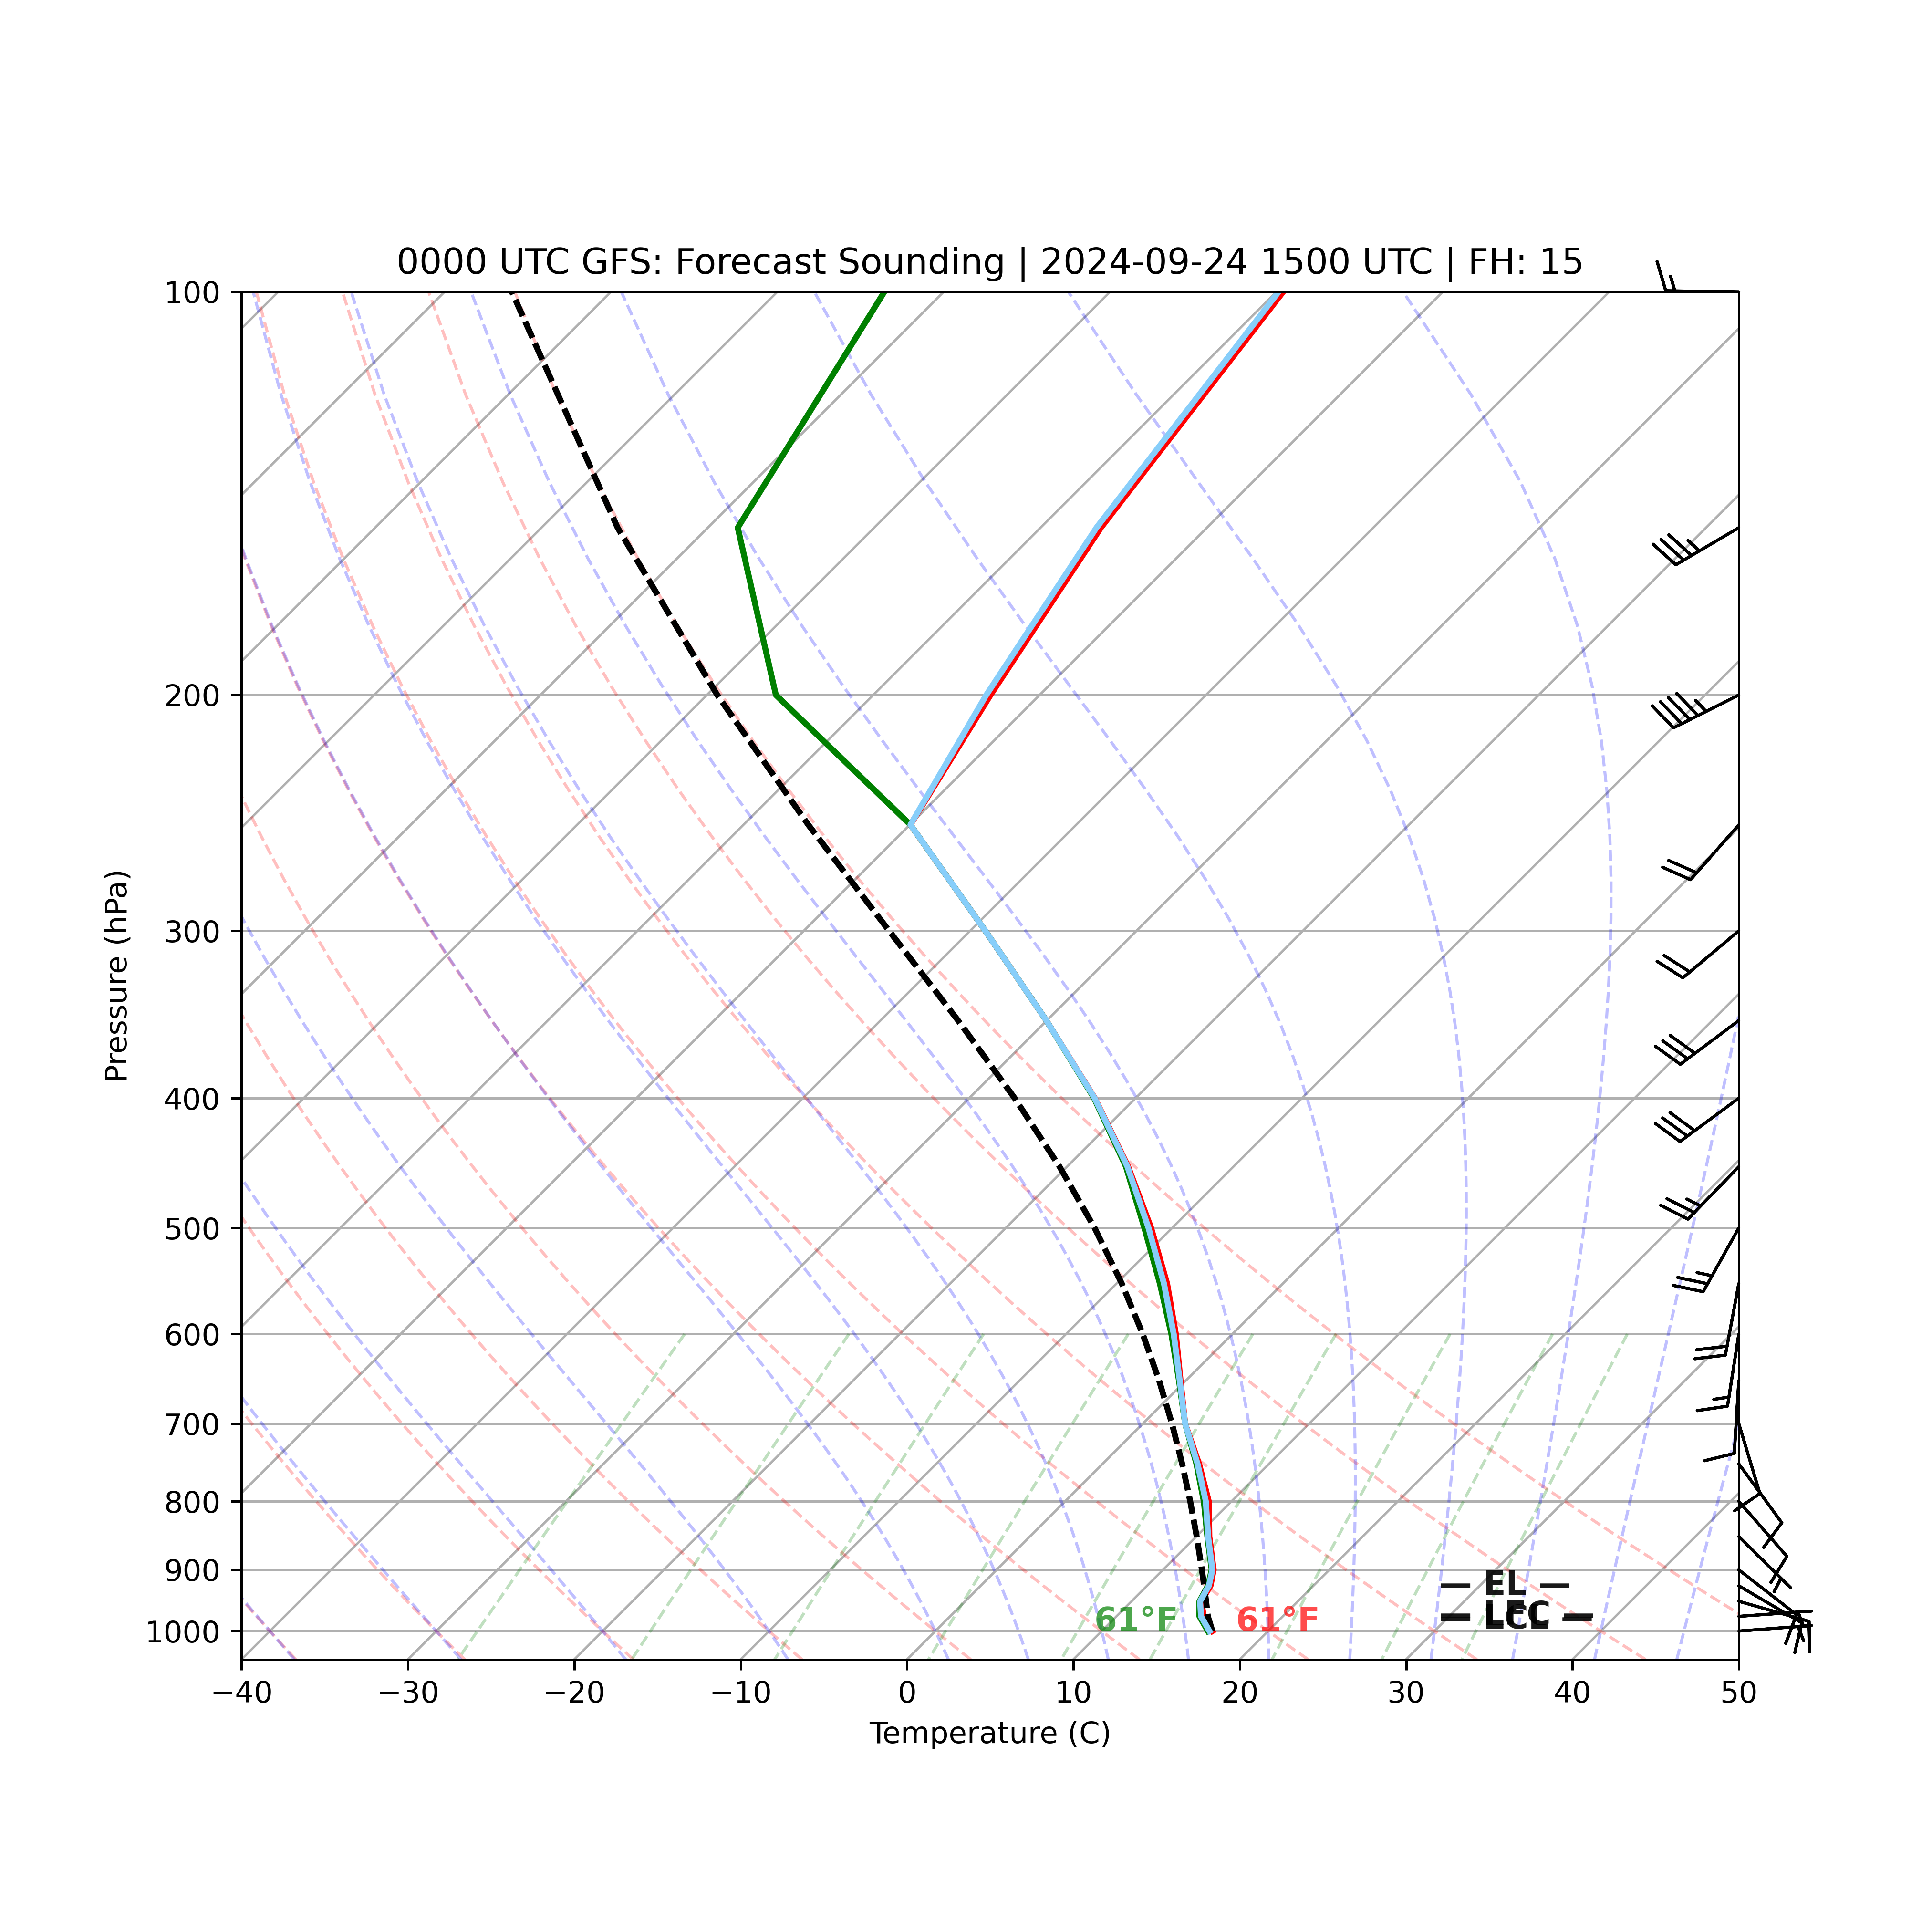 0000 UTC GFS: Forecast Sounding | 2024-09-24 1500 UTC | FH: 15
100
200
300
400
500
600
700
800
900
1000
Pressure (hPa)
— EL —
— LCL —
61°F 61°F
−40 −30 −20 −10 0 10 20 30 40 50
Temperature (C)